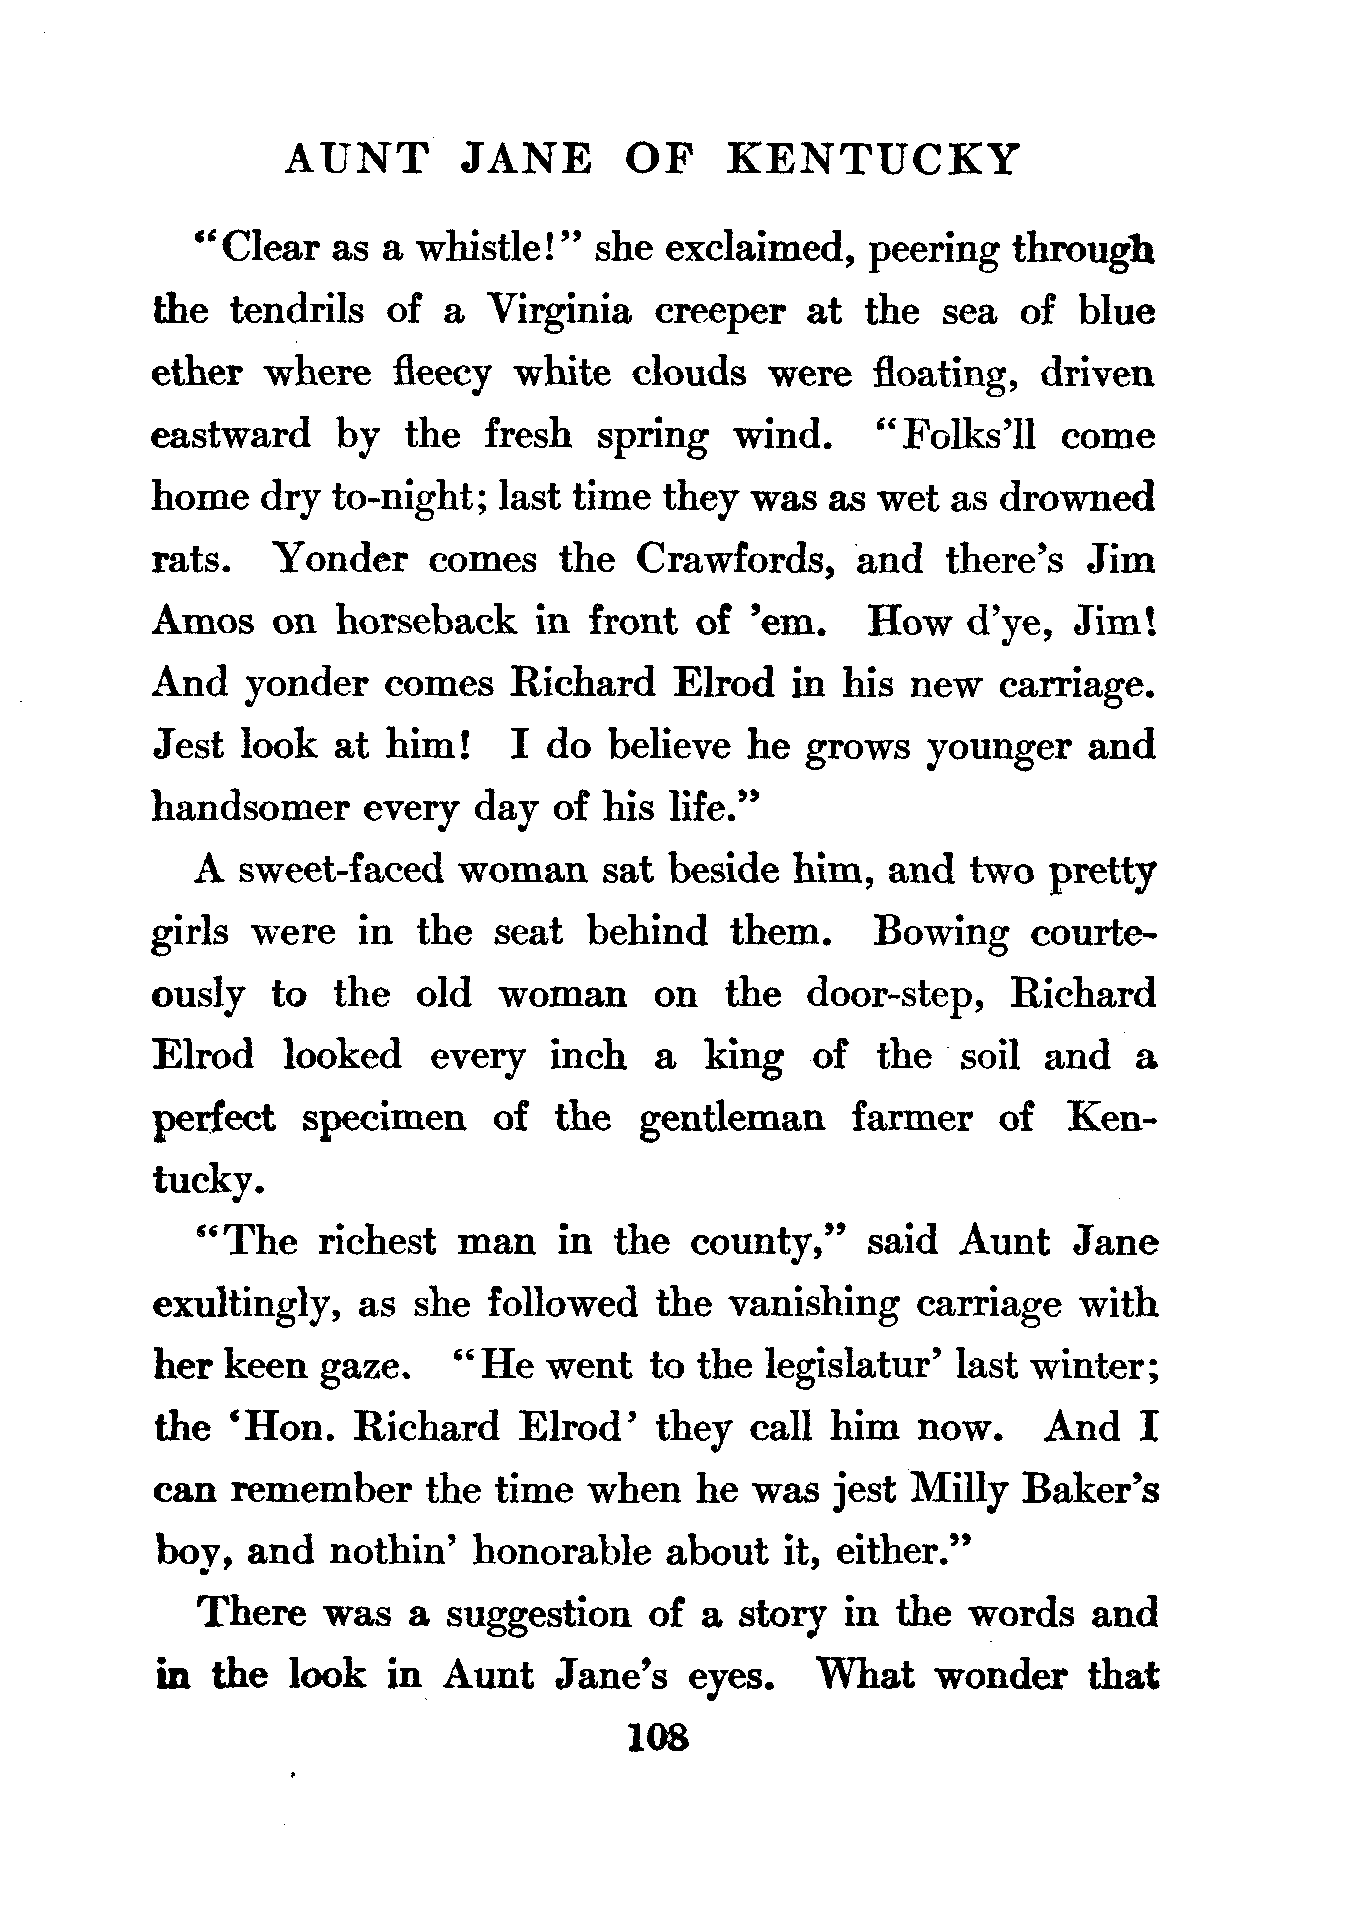 AUNT JANE OF KENTUCKY
“Clear as a whistle!” she exclaimed, peering through
the tendrils of a Virginia creeper at the sea of blue
ether where fleecy white clouds were floating, driven
eastward by the fresh spring wind. “Folks’ll come
home dry to-night; last time they was as wet as drowned
rats. Yonder comes the Crawfords, and there’s Jim
Amos on horseback in front of ’em. How d’ye, Jim!
And yonder comes Richard Elrod in his new carriage.
Jest look at him! I do believe he grows younger and
handsomer every day of his life.”
A sweet-faced woman sat beside him, and two pretty
girls were in the seat behind them. Bowing courte-
ously to the old woman on the door-step, Richard
Elrod looked every inch a king of the soil and a
perfect specimen of the gentleman farmer of Ken-
tucky.
“The richest man in the county,” said Aunt Jane
exultingly, as she followed the vanishing carriage with
her keen gaze. “He went to the legislatur’ last winter;
the ‘Hon. Richard Elrod’ they call him now. And I
can remember the time when he was jest Milly Baker’s
boy, and nothin’ honorable about it, either.”
There was a suggestion of a story in the words and
in the look in Aunt Jane’s eyes. What wonder that
108